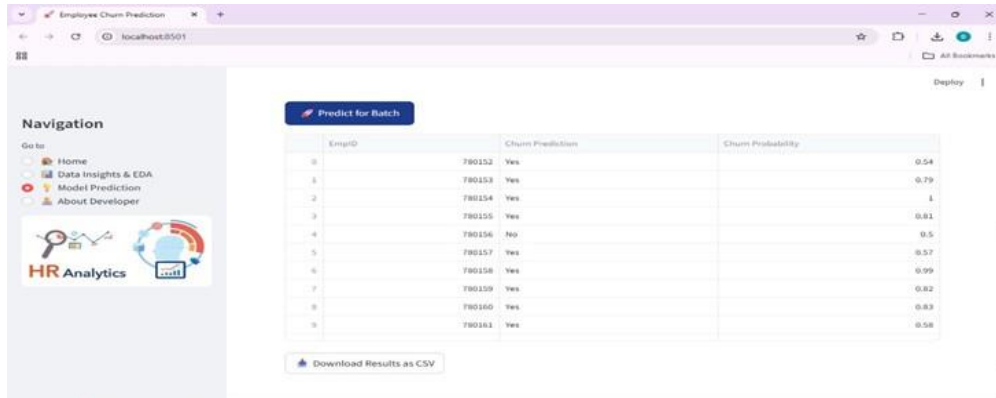 Employee Churn Prediction
localhost:8501
All Bookmarks
Deploy
Navigation
Go to
Home
Data Insights & EDA
Model Prediction
About Developer
HR Analytics
Predict for Batch
EmpID Churn Prediction Churn Probability
0 780152 Yes 0.54
1 780153 Yes 0.79
2 780154 Yes 1
3 780155 Yes 0.81
4 780156 No 0.5
5 780157 Yes 0.57
6 780158 Yes 0.99
7 780159 Yes 0.82
8 780160 Yes 0.83
9 780161 Yes 0.58
Download Results as CSV